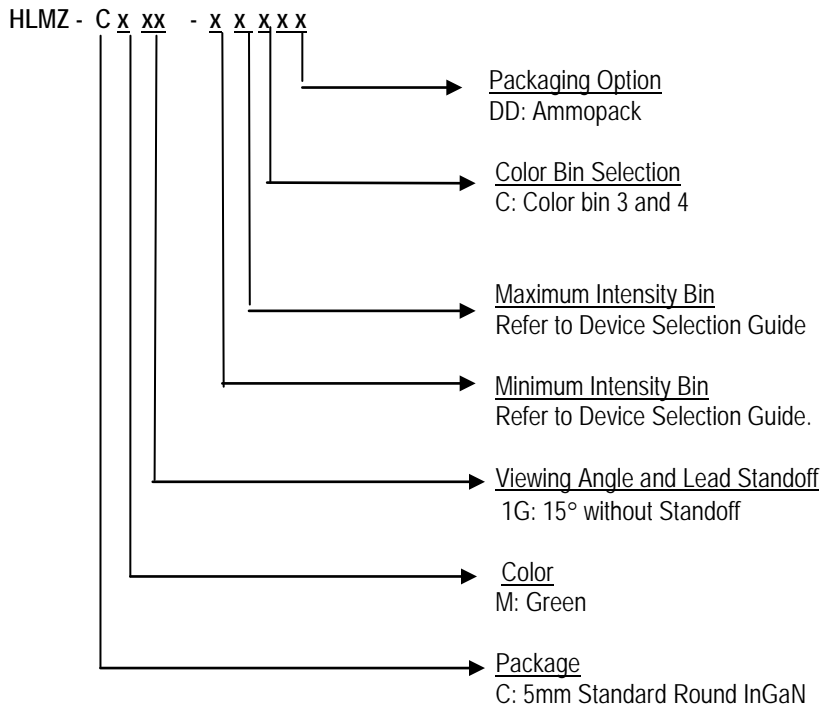 HLMZ - C x xx - x x x x x
Packaging Option
DD: Ammopack
Color Bin Selection
C: Color bin 3 and 4
Maximum Intensity Bin
Refer to Device Selection Guide
Minimum Intensity Bin
Refer to Device Selection Guide.
Viewing Angle and Lead Standoff
1G: 15° without Standoff
Color
M: Green
Package
C: 5mm Standard Round InGaN